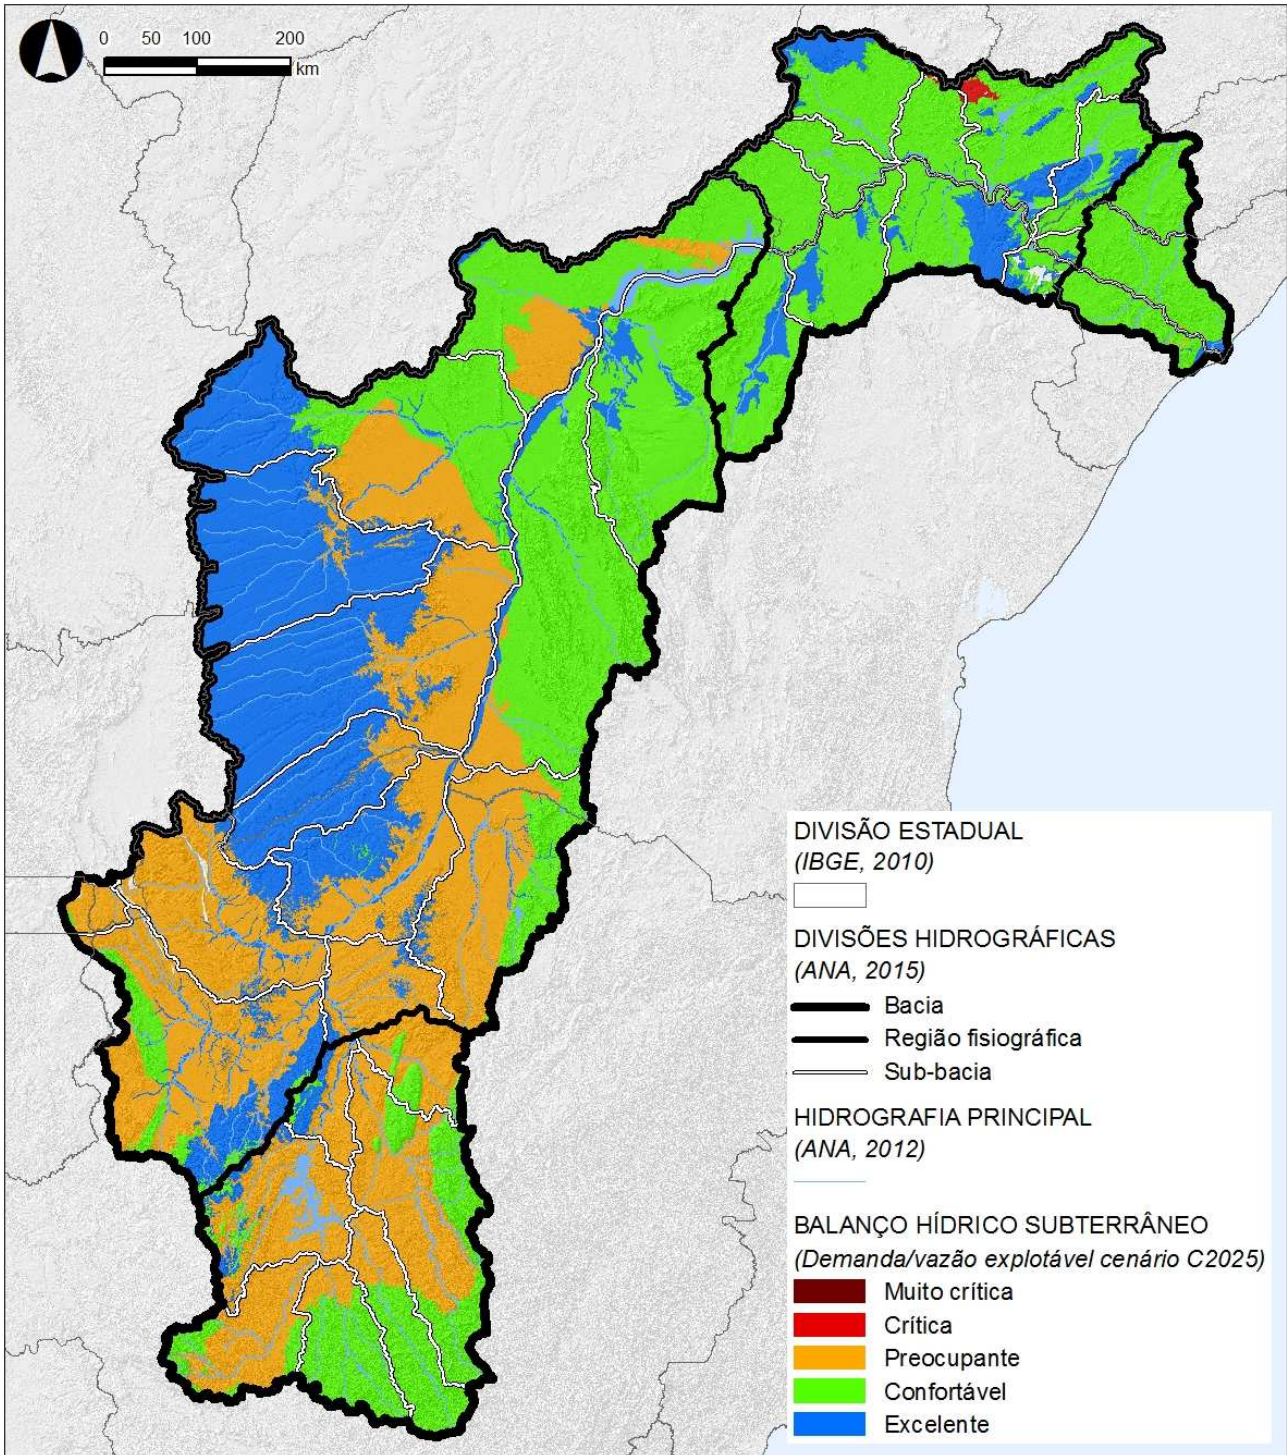 0 50 100 200
km
DIVISÃO ESTADUAL
(IBGE, 2010)
DIVISÕES HIDROGRÁFICAS
(ANA, 2015)
Bacia
Região fisiográfica
Sub-bacia
HIDROGRAFIA PRINCIPAL
(ANA, 2012)
BALANÇO HÍDRICO SUBTERRÂNEO
(Demanda/vazão explotável cenário C2025)
Muito crítica
Crítica
Preocupante
Confortável
Excelente